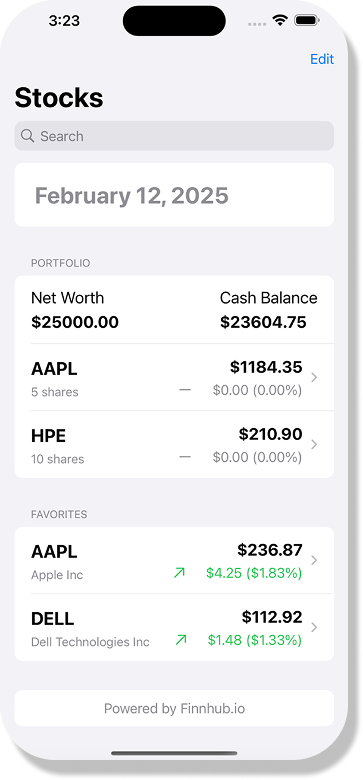 3:23
Edit
Stocks
Search
February 12, 2025
PORTFOLIO
Net Worth Cash Balance
$25000.00 $23604.75
AAPL $1184.35
5 shares $0.00 (0.00%)
HPE $210.90
10 shares $0.00 (0.00%)
FAVORITES
AAPL $236.87
Apple Inc $4.25 ($1.83%)
DELL $112.92
Dell Technologies Inc $1.48 ($1.33%)
Powered by Finnhub.io